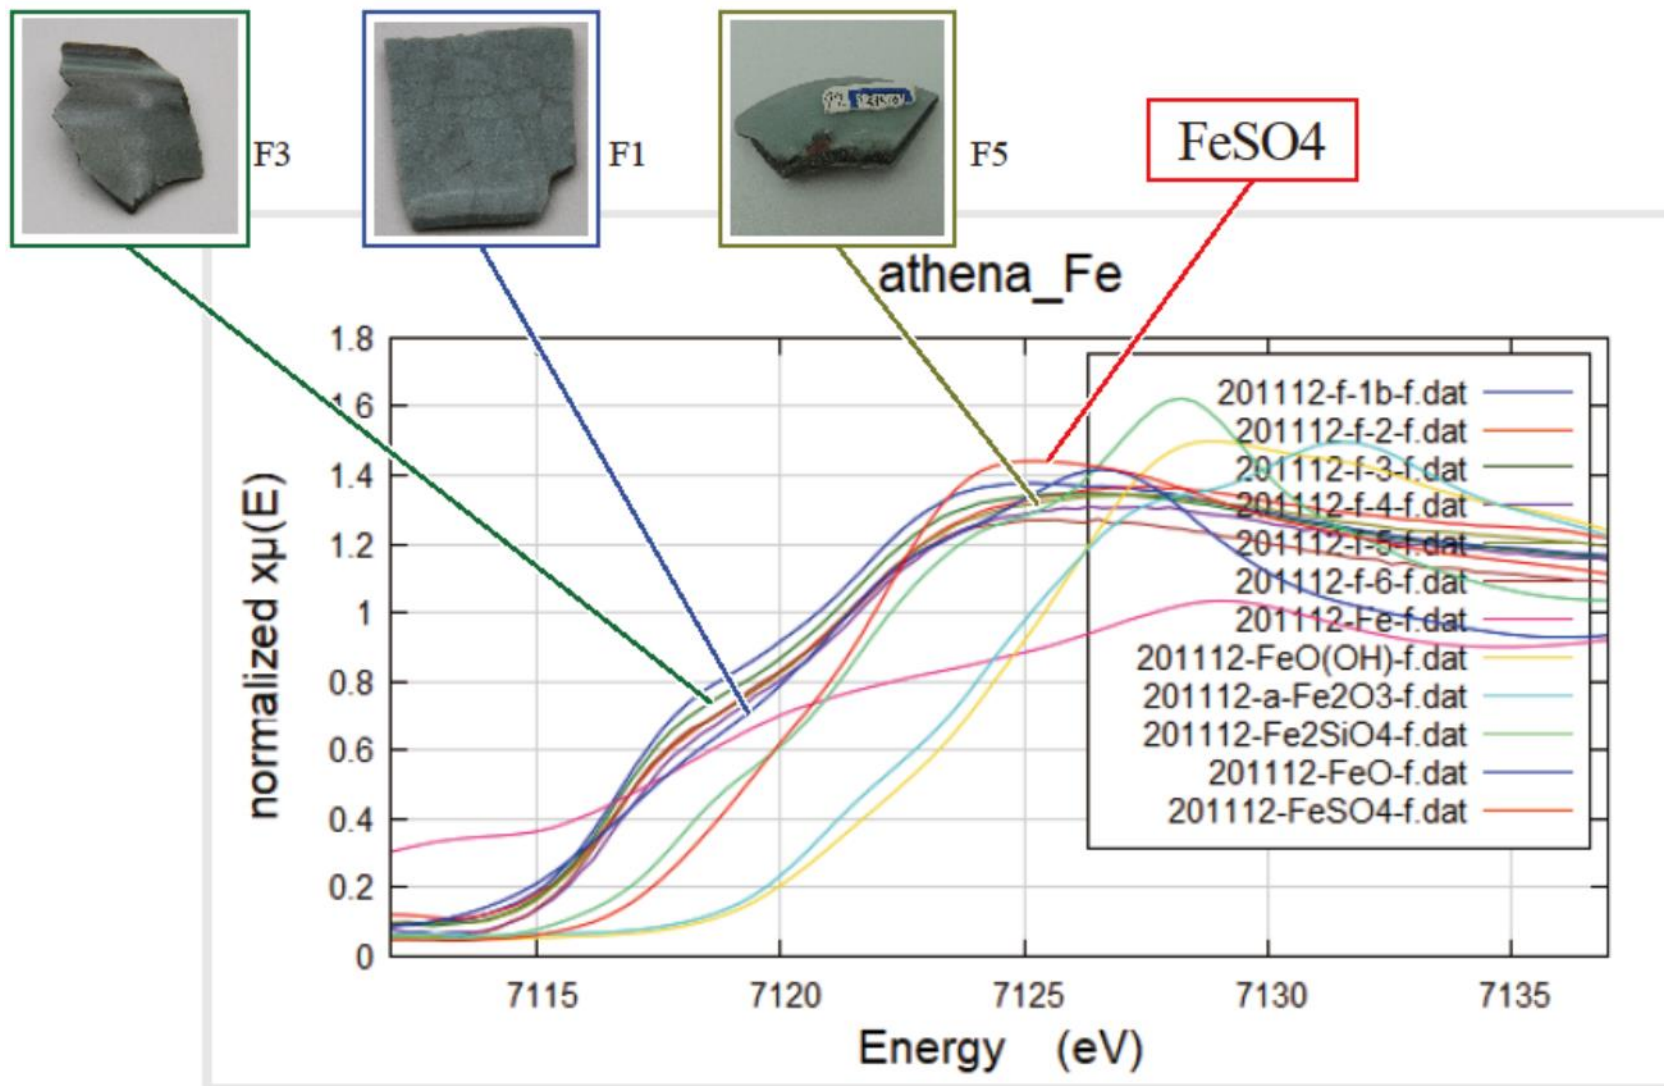 F3
F1
F5
FeSO4
athena_Fe
normalized xμ(E)
1.8
1.6
1.4
1.2
1
0.8
0.6
0.4
0.2
0
201112-f-1b-f.dat
201112-f-2-f.dat
201112-f-3-f.dat
201112-f-4-f.dat
201112-f-5-f.dat
201112-f-6-f.dat
201112-Fe-f.dat
201112-FeO(OH)-f.dat
201112-a-Fe2O3-f.dat
201112-Fe2SiO4-f.dat
201112-FeO-f.dat
201112-FeSO4-f.dat
7115 7120 7125 7130 7135
Energy (eV)